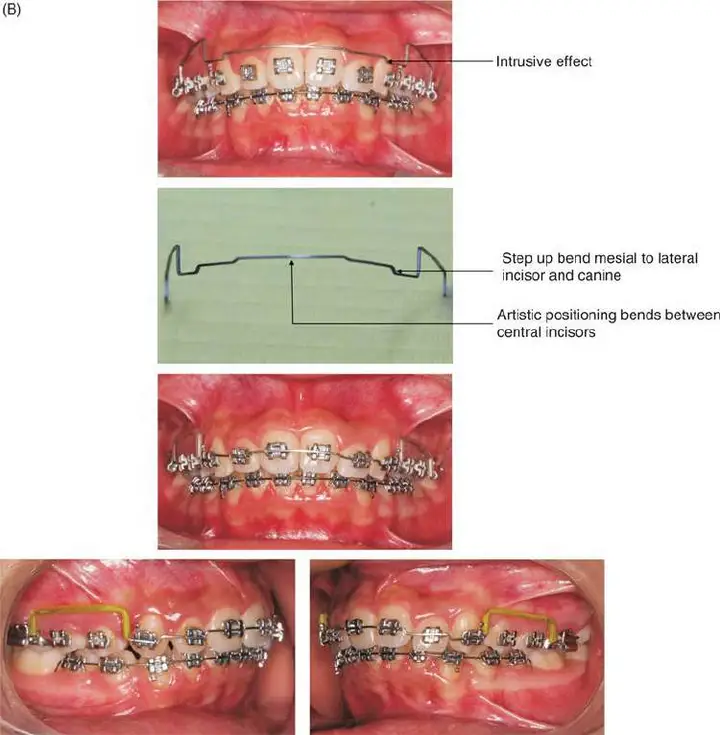 (B)
Intrusive effect
Step up bend mesial to lateral
incisor and canine
Artistic positioning bends between
central incisors